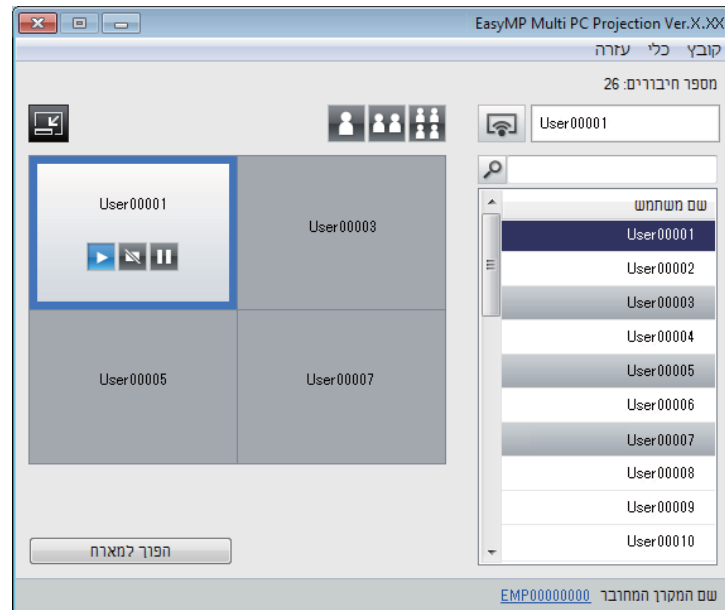 EasyMP Multi PC Projection Ver.X.XX
קובץ כלי עזרה
מספר חיבורים: 26
User00001
שם משתמש
User00001
User00002
User00003
User00004
User00005
User00006
User00007
User00008
User00009
User00010
User00001
User00003
User00005
User00007
הפוך למארח
שם המקרן המחובר EMP00000000